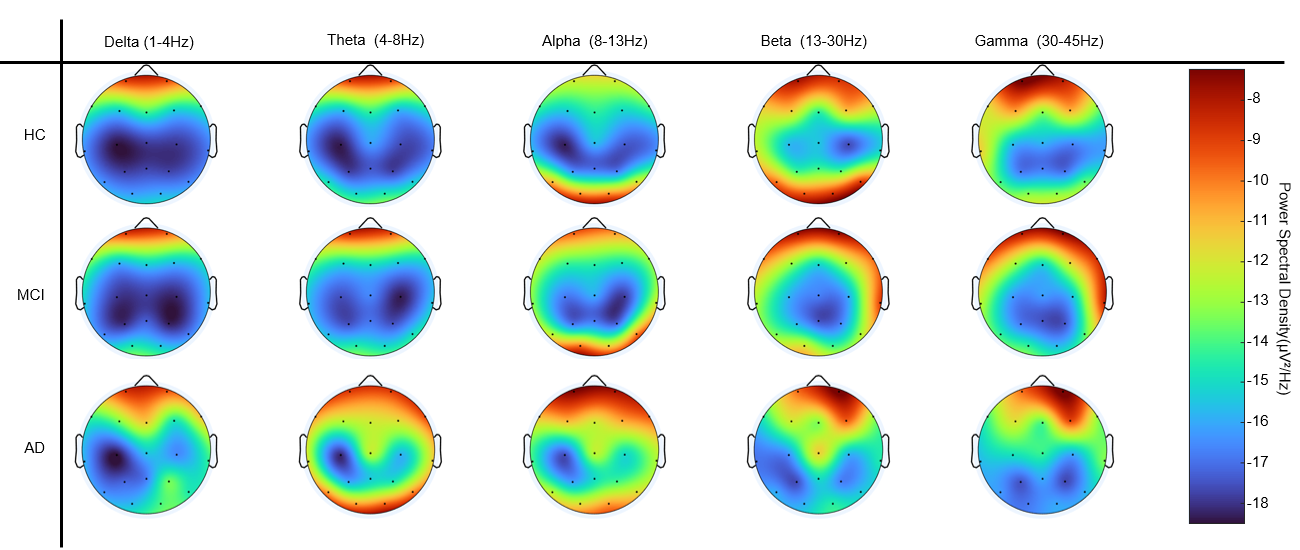 Delta (1-4Hz)
Theta (4-8Hz)
Alpha (8-13Hz)
Beta (13-30Hz)
Gamma (30-45Hz)
HC
MCI
AD
-8
-9
-10
-11
-12
-13
-14
-15
-16
-17
-18
Power Spectral Density(µV²/Hz)